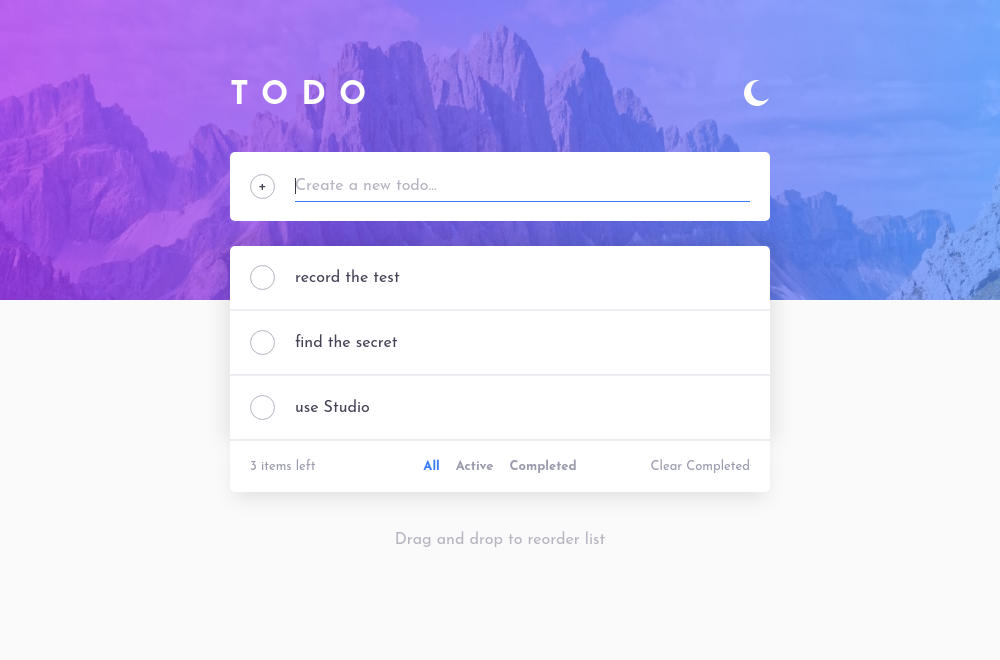 TODO
+ Create a new todo...
record the test
find the secret
use Studio
3 items left All Active Completed Clear Completed
Drag and drop to reorder list